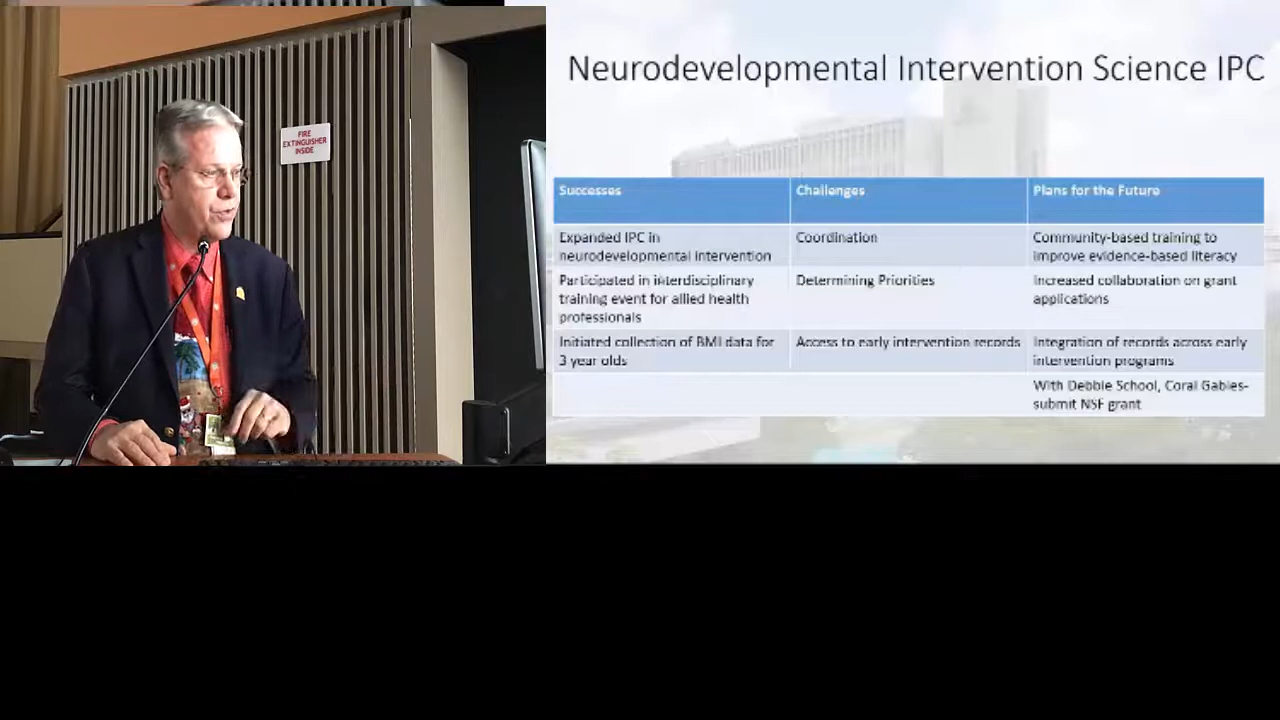 FIRE
EXTINGUISHER
INSIDE
Neurodevelopmental Intervention Science IPC
Successes
Challenges
Plans for the Future
Expanded IPC in
neurodevelopmental intervention
Coordination
Community-based training to
improve evidence-based literacy
Participated in interdisciplinary
training event for allied health
professionals
Determining Priorities
Increased collaboration on grant
applications
Initiated collection of BMI data for
3 year olds
Access to early intervention records
Integration of records across early
intervention programs
With Debbie School, Coral Gables-
submit NSF grant